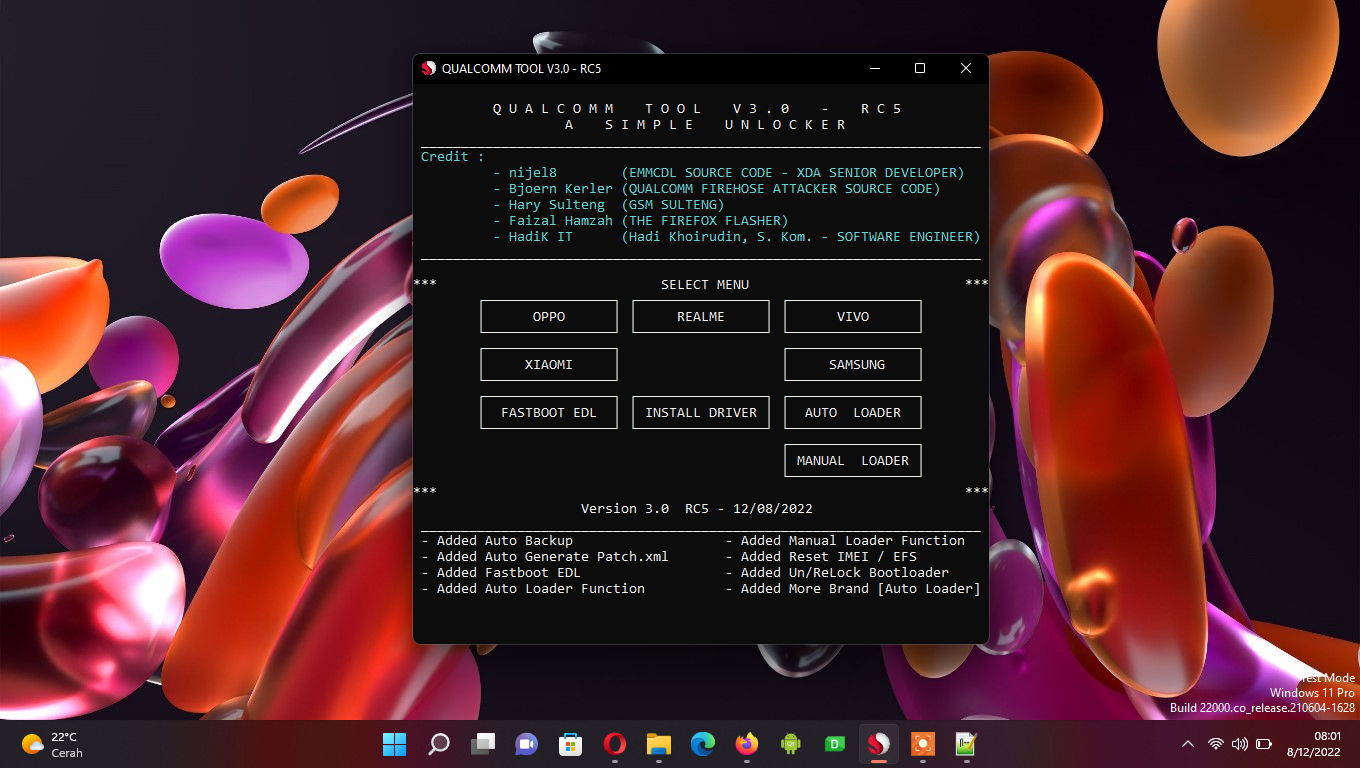 QUALCOMM TOOL V3.0 - RC5
QUALCOMM TOOL V3.0 - RC5
A SIMPLE UNLOCKER
Credit :
- nijel8 (EMMCDL SOURCE CODE - XDA SENIOR DEVELOPER)
- Bjoern Kerler (QUALCOMM FIREHOSE ATTACKER SOURCE CODE)
- Hary Sulteng (GSM SULTENG)
- Faizal Hamzah (THE FIREFOX FLASHER)
- HadiK IT (Hadi Khoirudin, S. Kom. - SOFTWARE ENGINEER)
*** SELECT MENU ***
OPPO REALME VIVO
XIAOMI SAMSUNG
FASTBOOT EDL INSTALL DRIVER AUTO LOADER
MANUAL LOADER
*** ***
Version 3.0 RC5 - 12/08/2022
- Added Auto Backup - Added Manual Loader Function
- Added Auto Generate Patch.xml - Added Reset IMEI / EFS
- Added Fastboot EDL - Added Un/ReLock Bootloader
- Added Auto Loader Function - Added More Brand [Auto Loader]
Test Mode
Windows 11 Pro
Build 22000.co_release.210604-1628
22°C
Cerah
D
08:01
8/12/2022